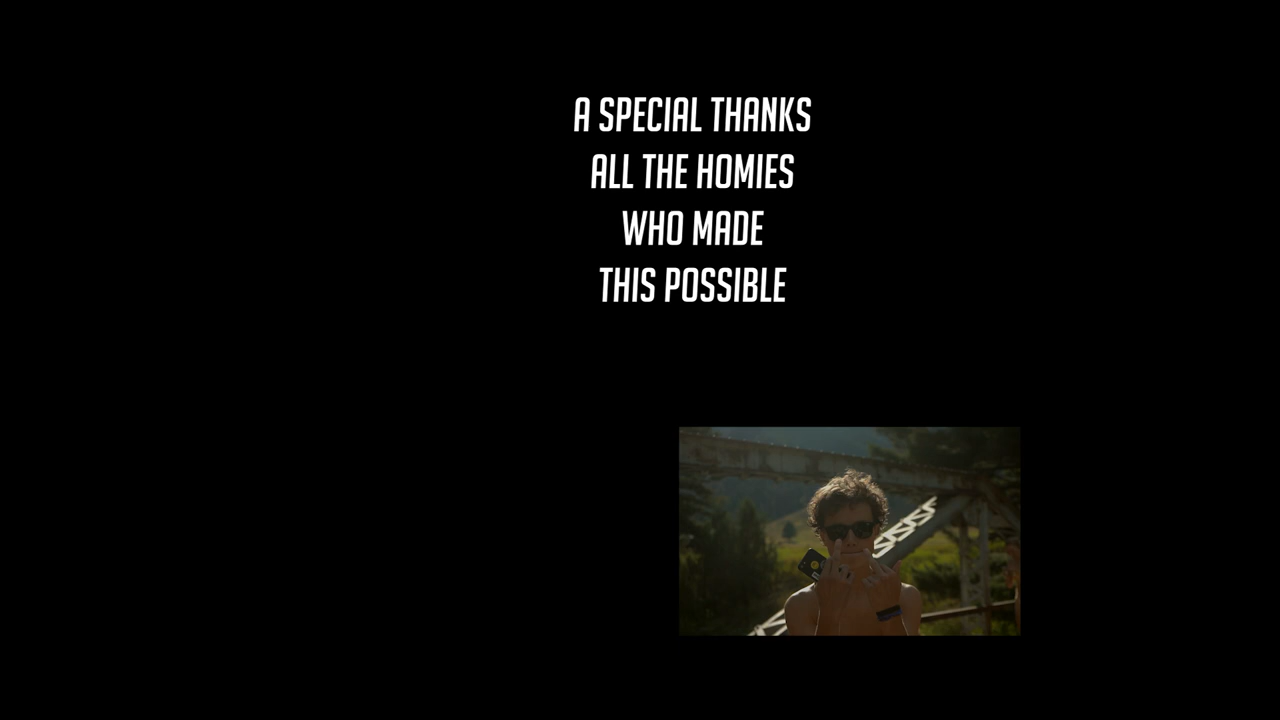 A SPECIAL THANKS
ALL THE HOMIES
WHO MADE
THIS POSSIBLE